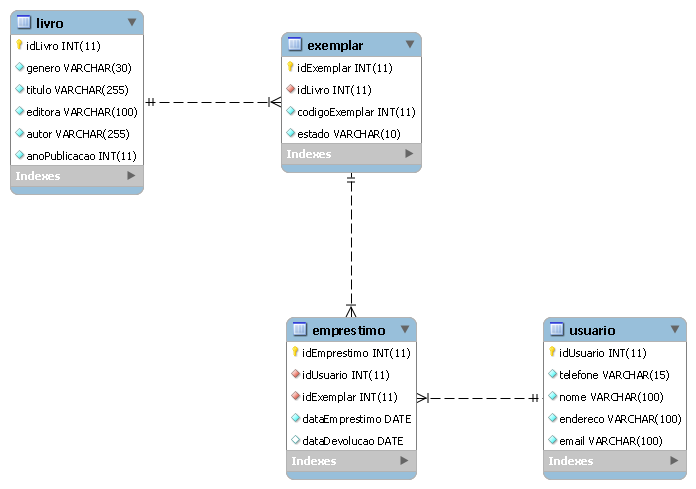 livro
idLivro INT(11)
genero VARCHAR(30)
titulo VARCHAR(255)
editora VARCHAR(100)
autor VARCHAR(255)
anoPublicacao INT(11)
Indexes
exemplar
idExemplar INT(11)
idLivro INT(11)
codigoExemplar INT(11)
estado VARCHAR(10)
Indexes
emprestimo
idEmprestimo INT(11)
idUsuario INT(11)
idExemplar INT(11)
dataEmprestimo DATE
dataDevolucao DATE
Indexes
usuario
idUsuario INT(11)
telefone VARCHAR(15)
nome VARCHAR(100)
endereco VARCHAR(100)
email VARCHAR(100)
Indexes